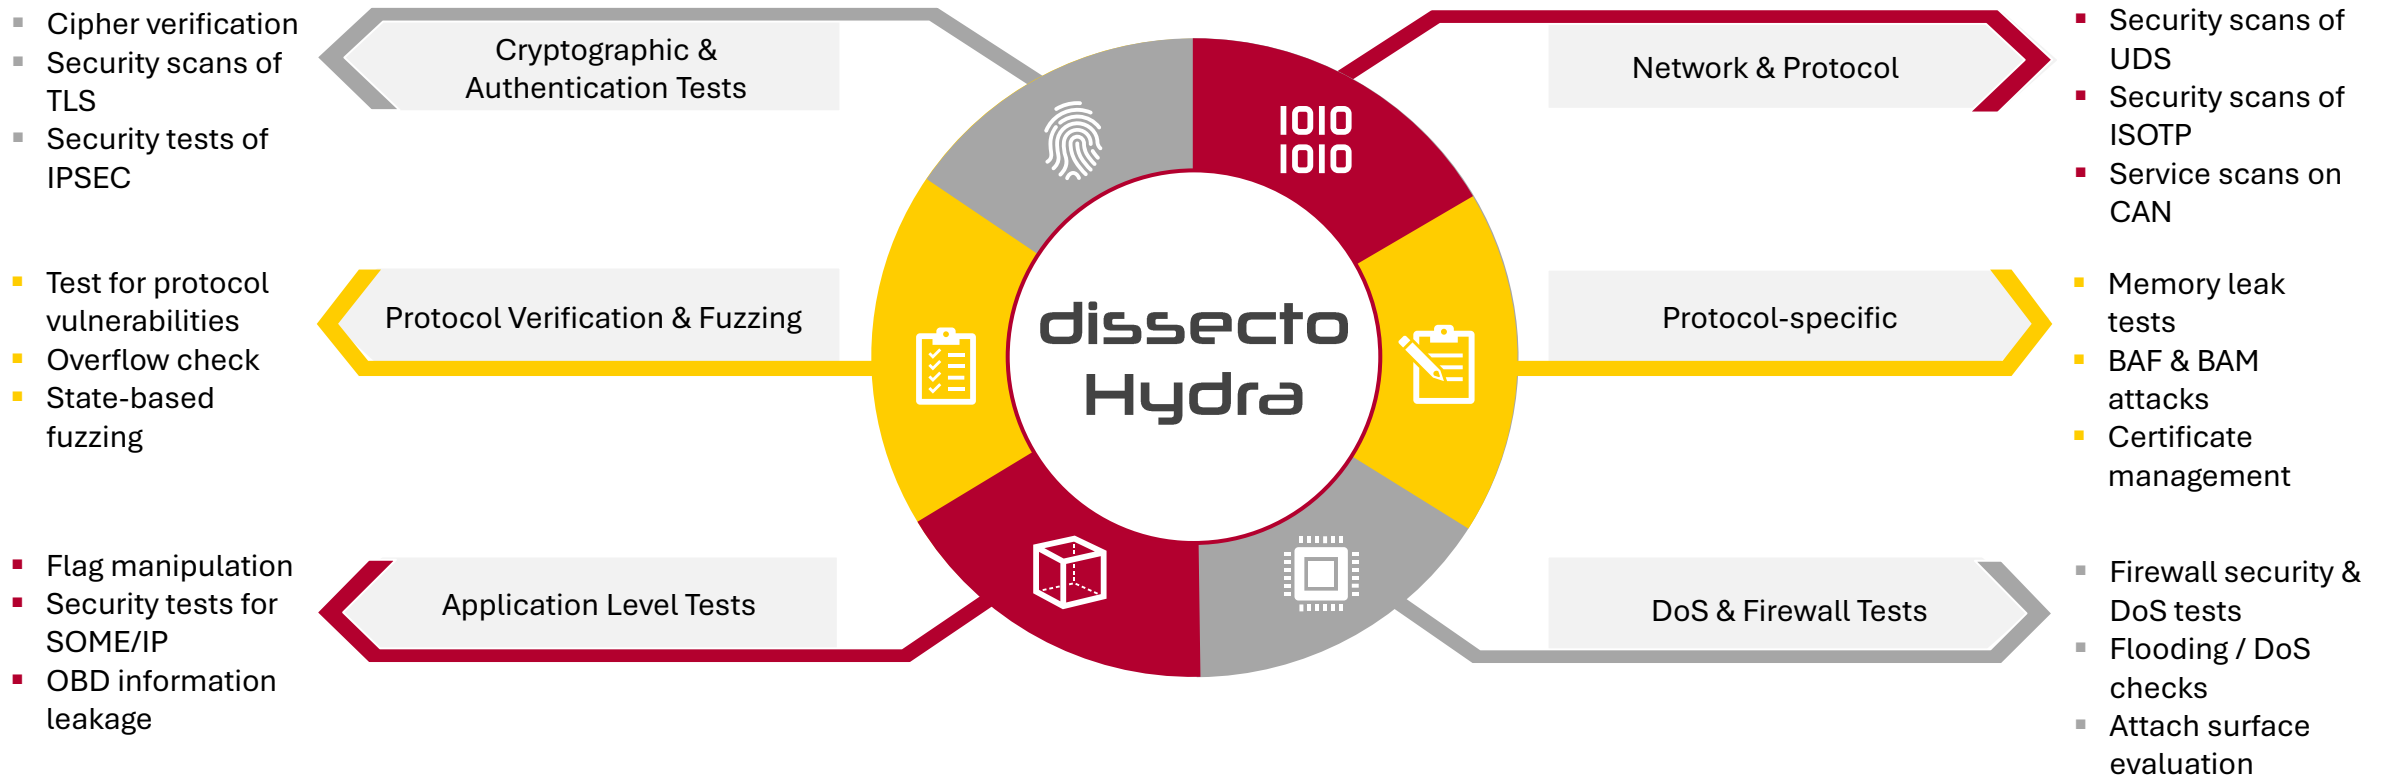 Cipher verification
Security scans of
TLS
Security tests of
IPSEC
Cryptographic &
Authentication Tests
Test for protocol
vulnerabilities
Overflow check
State-based
fuzzing
Protocol Verification & Fuzzing
Flag manipulation
Security tests for
SOME/IP
OBD information
leakage
Application Level Tests
IOIO
IOIO
dissecto
Hydra
Network & Protocol
Security scans of
UDS
Security scans of
ISOTP
Service scans on
CAN
Protocol-specific
Memory leak
tests
BAF & BAM
attacks
Certificate
management
DoS & Firewall Tests
Firewall security &
DoS tests
Flooding / DoS
checks
Attach surface
evaluation